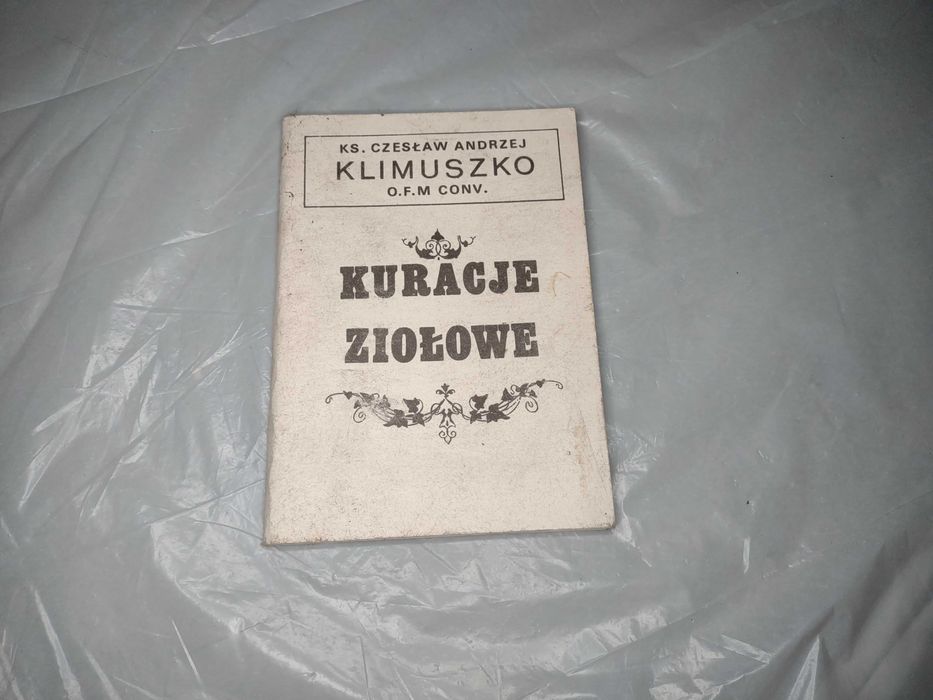 KS. CZESŁAW ANDRZEJ
KLIMUSZKO
O.F.M CONV.
KURACJE
ZIOŁOWE